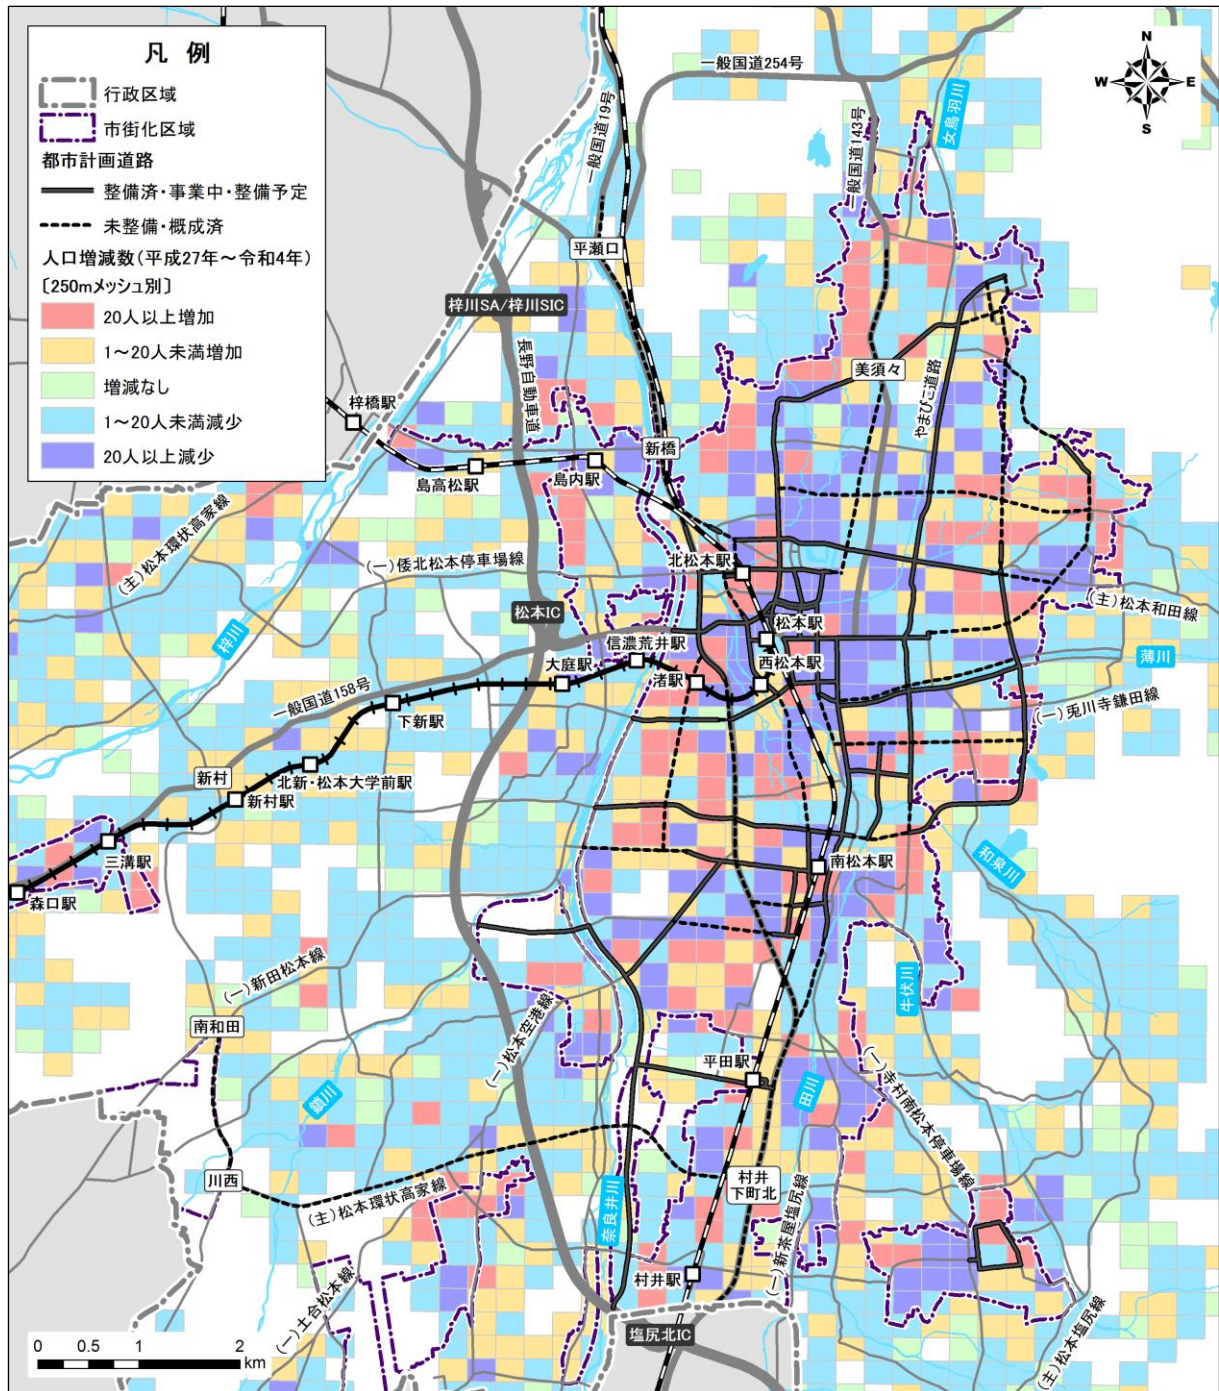 凡 例
行政区域
市街化区域
都市計画道路
整備済・事業中・整備予定
未整備・概成済
人口増減数(平成27年～令和4年)
〔250mメッシュ別〕
20人以上増加
1～20人未満増加
増減なし
1～20人未満減少
20人以上減少
N
W
E
S
一般国道254号
一般国道19号
一般国道143号
女鳥羽川
平瀬口
梓川SA/梓川SIC
長野自動車道
美須々
やまびこ道路
梓橋駅
新橋
島高松駅
島内駅
(主)松本環状高家線
(一)倭北松本停車場線
北松本駅
(主)松本和田線
松本IC
松本駅
信濃荒井駅
西松本駅
梓川
大庭駅
渚駅
薄川
一般国道158号
下新駅
(一)兎川寺鎌田線
新村
北新・松本大学前駅
新村駅
三溝駅
和泉川
南松本駅
森口駅
(一)新田松本線
牛伏川
南和田
(一)松本空港線
平田駅
鎖川
田川
(一)寺村南松本停車場線
川西
(主)松本環状高家線
村井
下町北
奈良井川
(一)新茶屋塩尻線
村井駅
(一)土合松本線
塩尻北IC
(主)松本塩尻線
0 0.5 1 2
km